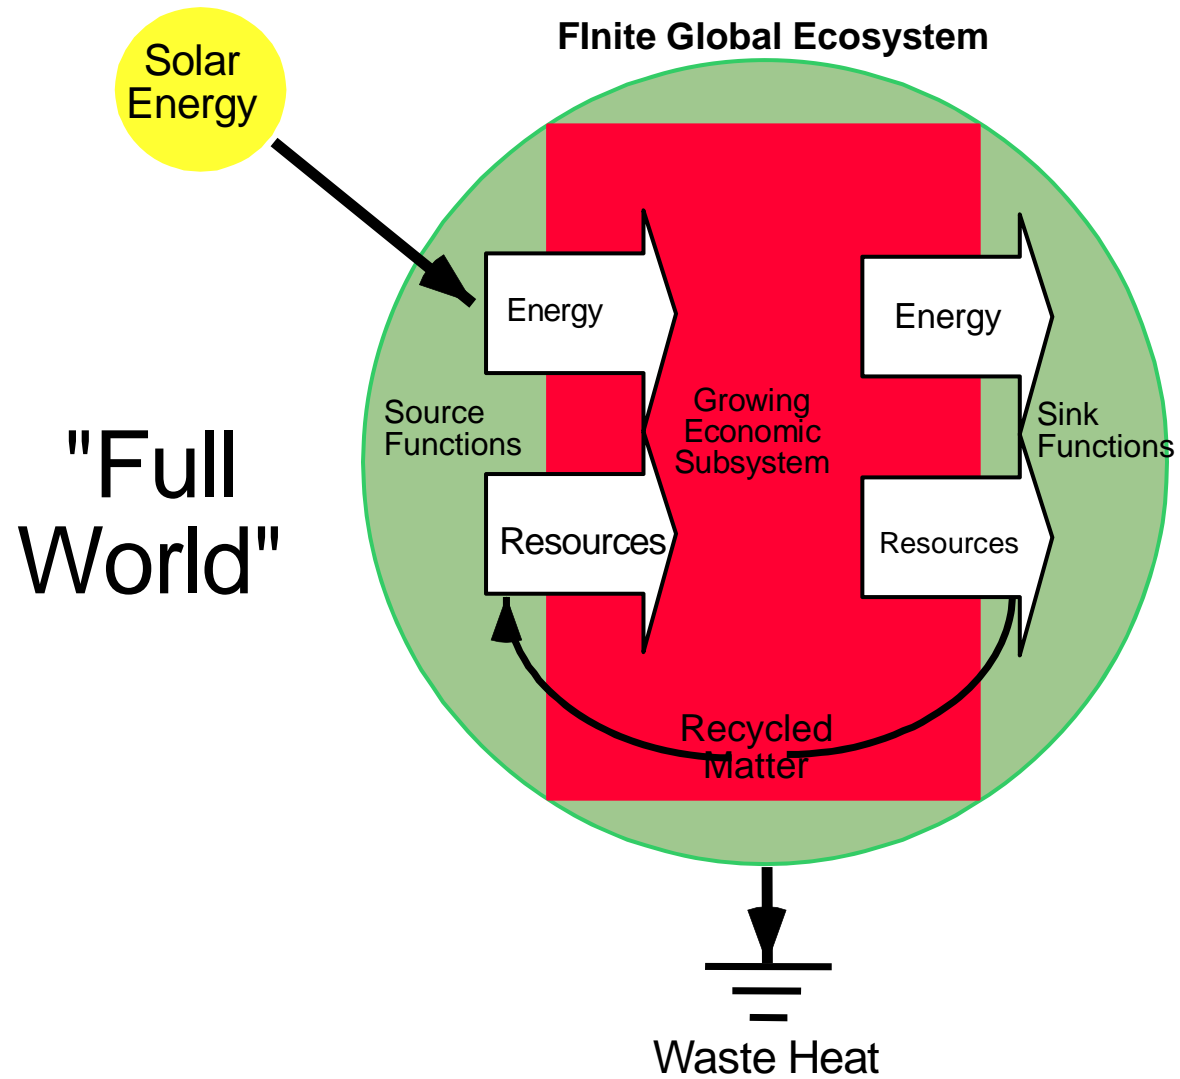 FInite Global Ecosystem
Solar
Energy
Energy
Energy
Source
Functions
Growing
Economic
Subsystem
Sink
Functions
"Full
World"
Resources
Resources
Recycled
Matter
Waste Heat